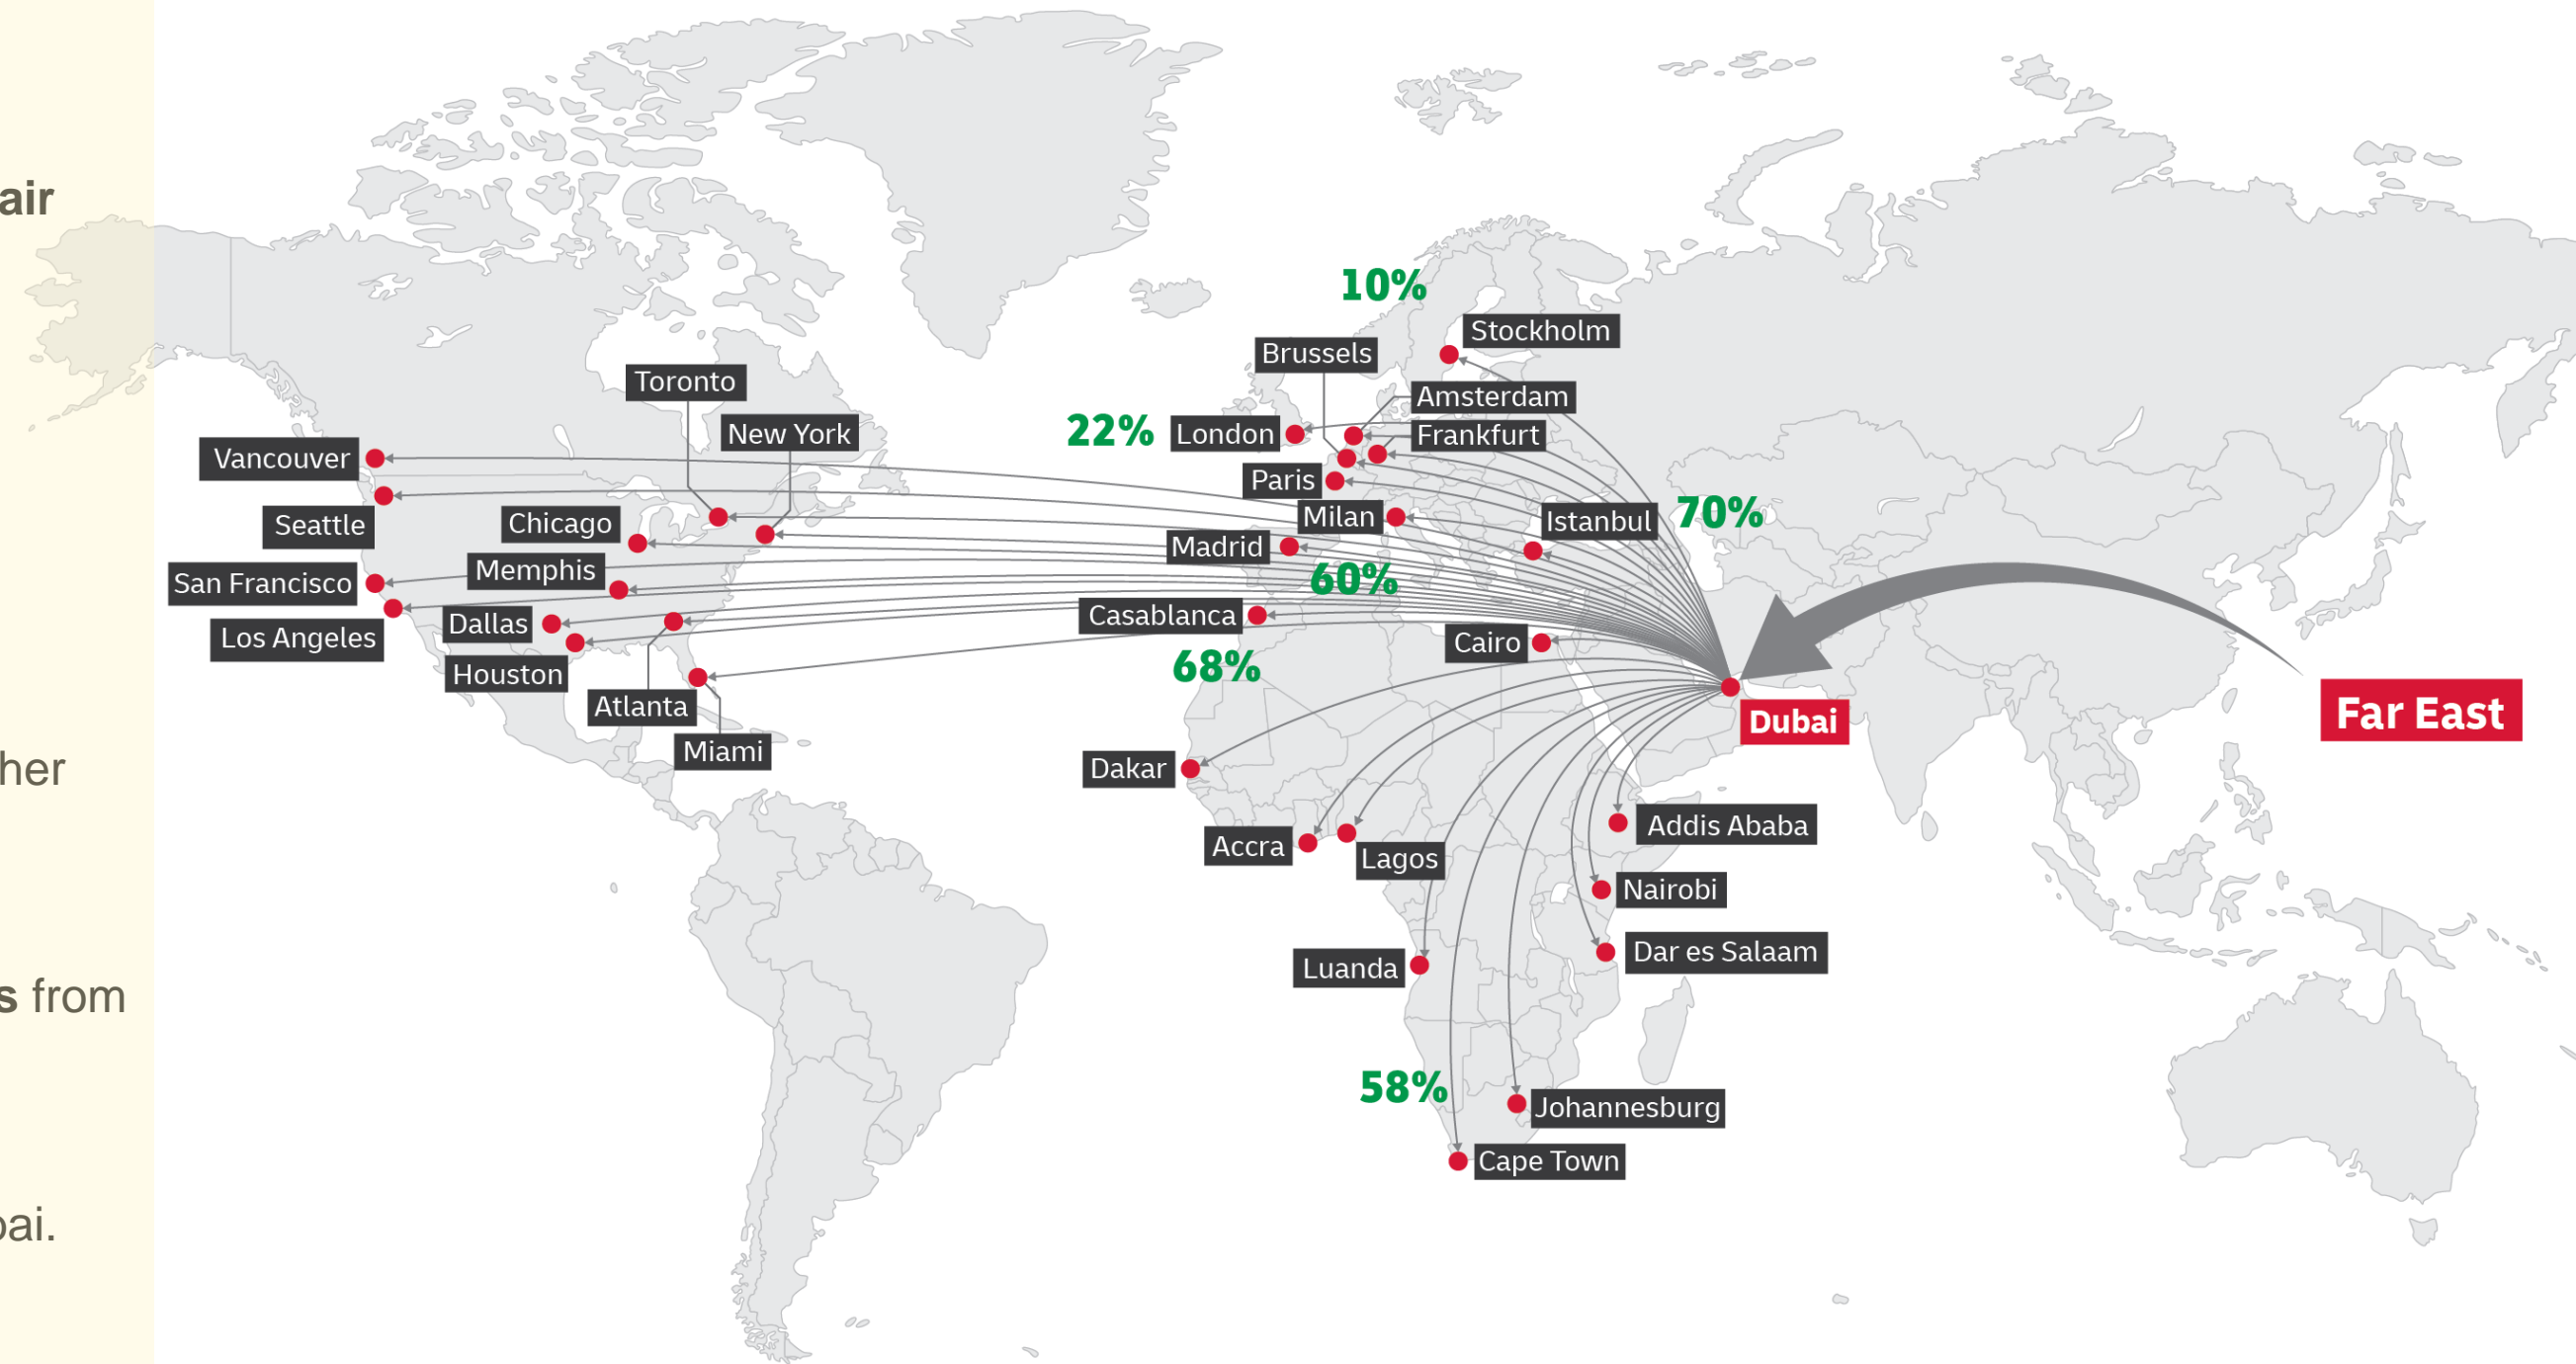 air
her
s from
bai.
10%
Stockholm
Brussels
Toronto
Amsterdam
New York
22%
London
Frankfurt
Vancouver
Paris
70%
Milan
Istanbul
Seattle
Chicago
Madrid
Memphis
60%
San Francisco
Casablanca
Dallas
Los Angeles
Cairo
68%
Houston
Atlanta
Far East
Dubai
Miami
Dakar
Addis Ababa
Accra
Lagos
Nairobi
Dar es Salaam
Luanda
58%
Johannesburg
Cape Town